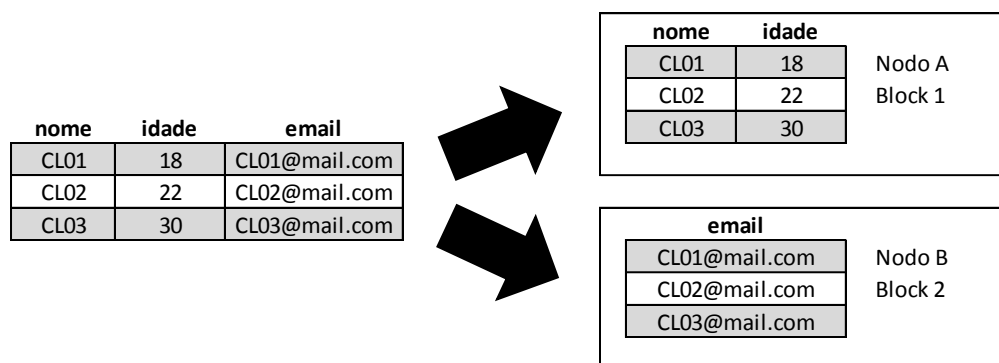 nome idade email
CL01 18 CL01@mail.com
CL02 22 CL02@mail.com
CL03 30 CL03@mail.com
nome idade
CL01 18 Nodo A
CL02 22 Block 1
CL03 30
email
CL01@mail.com Nodo B
CL02@mail.com Block 2
CL03@mail.com